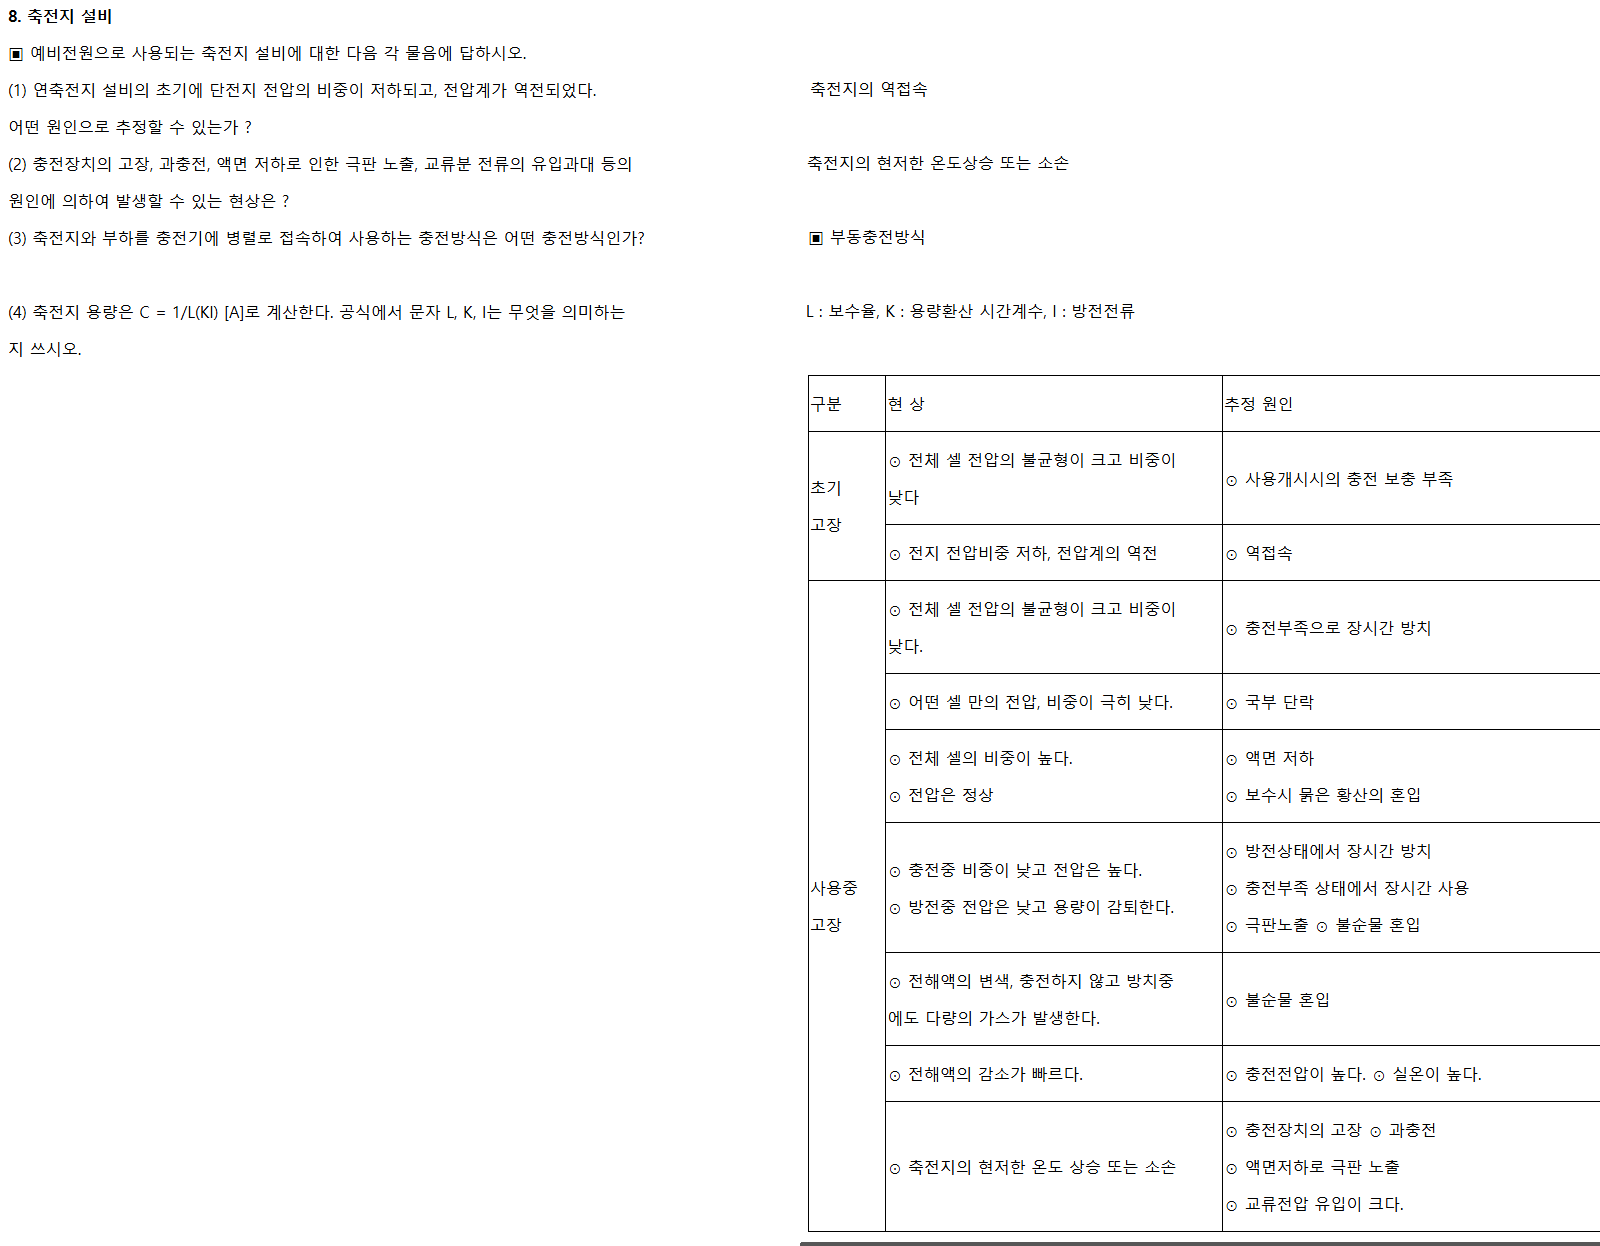 8. 축전지 설비
▣ 예비전원으로 사용되는 축전지 설비에 대한 다음 각 물음에 답하시오.
(1) 연축전지 설비의 초기에 단전지 전압의 비중이 저하되고, 전압계가 역전되었다.
어떤 원인으로 추정할 수 있는가 ?
축전지의 역접속
(2) 충전장치의 고장, 과충전, 액면 저하로 인한 극판 노출, 교류분 전류의 유입과대 등의
원인에 의하여 발생할 수 있는 현상은 ?
축전지의 현저한 온도상승 또는 소손
(3) 축전지와 부하를 충전기에 병렬로 접속하여 사용하는 충전방식은 어떤 충전방식인가?
▣ 부동충전방식
(4) 축전지 용량은 C = 1/L(KI) [A]로 계산한다. 공식에서 문자 L, K, I는 무엇을 의미하는
지 쓰시오.
L : 보수율, K : 용량환산 시간계수, I : 방전전류
구분
현 상
추정 원인
초기
고장
⊙ 전체 셀 전압의 불균형이 크고 비중이
낮다
⊙ 사용개시시의 충전 보충 부족
⊙ 전지 전압비중 저하, 전압계의 역전
⊙ 역접속
사용중
고장
⊙ 전체 셀 전압의 불균형이 크고 비중이
낮다.
⊙ 충전부족으로 장시간 방치
⊙ 어떤 셀 만의 전압, 비중이 극히 낮다.
⊙ 국부 단락
⊙ 전체 셀의 비중이 높다.
⊙ 전압은 정상
⊙ 액면 저하
⊙ 보수시 묽은 황산의 혼입
⊙ 충전중 비중이 낮고 전압은 높다.
⊙ 방전중 전압은 낮고 용량이 감퇴한다.
⊙ 방전상태에서 장시간 방치
⊙ 충전부족 상태에서 장시간 사용
⊙ 극판노출 ⊙ 불순물 혼입
⊙ 전해액의 변색, 충전하지 않고 방치중
에도 다량의 가스가 발생한다.
⊙ 불순물 혼입
⊙ 전해액의 감소가 빠르다.
⊙ 충전전압이 높다. ⊙ 실온이 높다.
⊙ 축전지의 현저한 온도 상승 또는 소손
⊙ 충전장치의 고장 ⊙ 과충전
⊙ 액면저하로 극판 노출
⊙ 교류전압 유입이 크다.